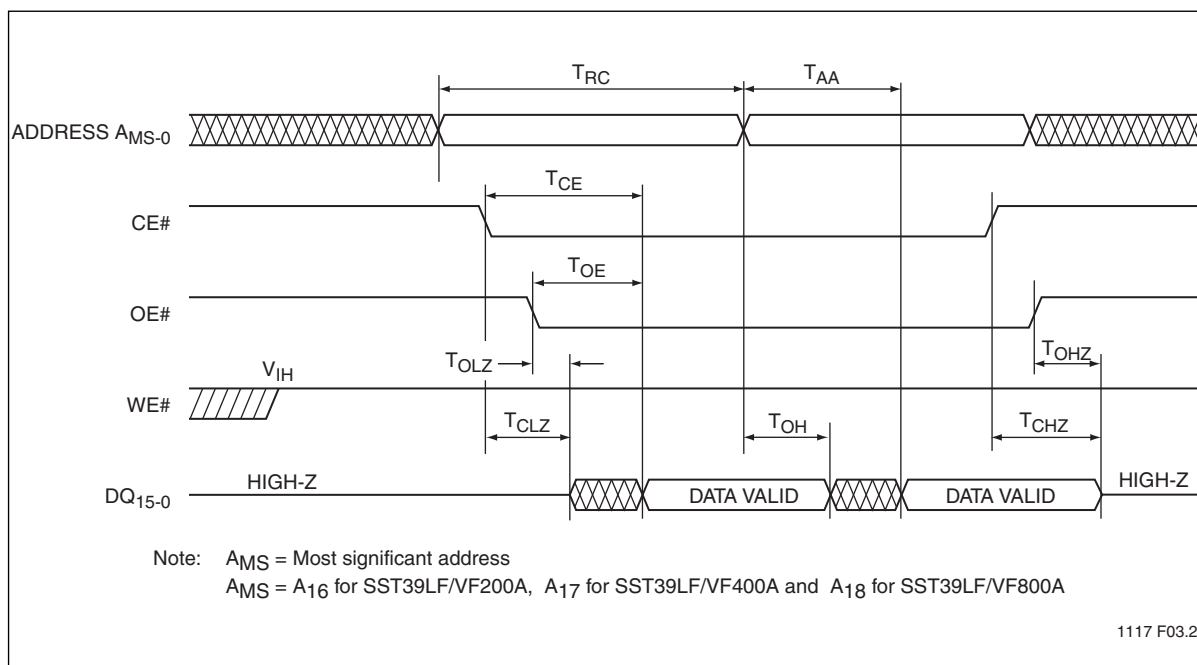 TRC
TAA
ADDRESS AMS-0
TCE
CE#
TOE
OE#
TOLZ
TOHZ
VIH
WE#
TCLZ
TOH
TCHZ
DQ15-0
HIGH-Z
DATA VALID
DATA VALID
HIGH-Z
Note: AMS = Most significant address
AMS = A16 for SST39LF/VF200A, A17 for SST39LF/VF400A and A18 for SST39LF/VF800A
1117 F03.2